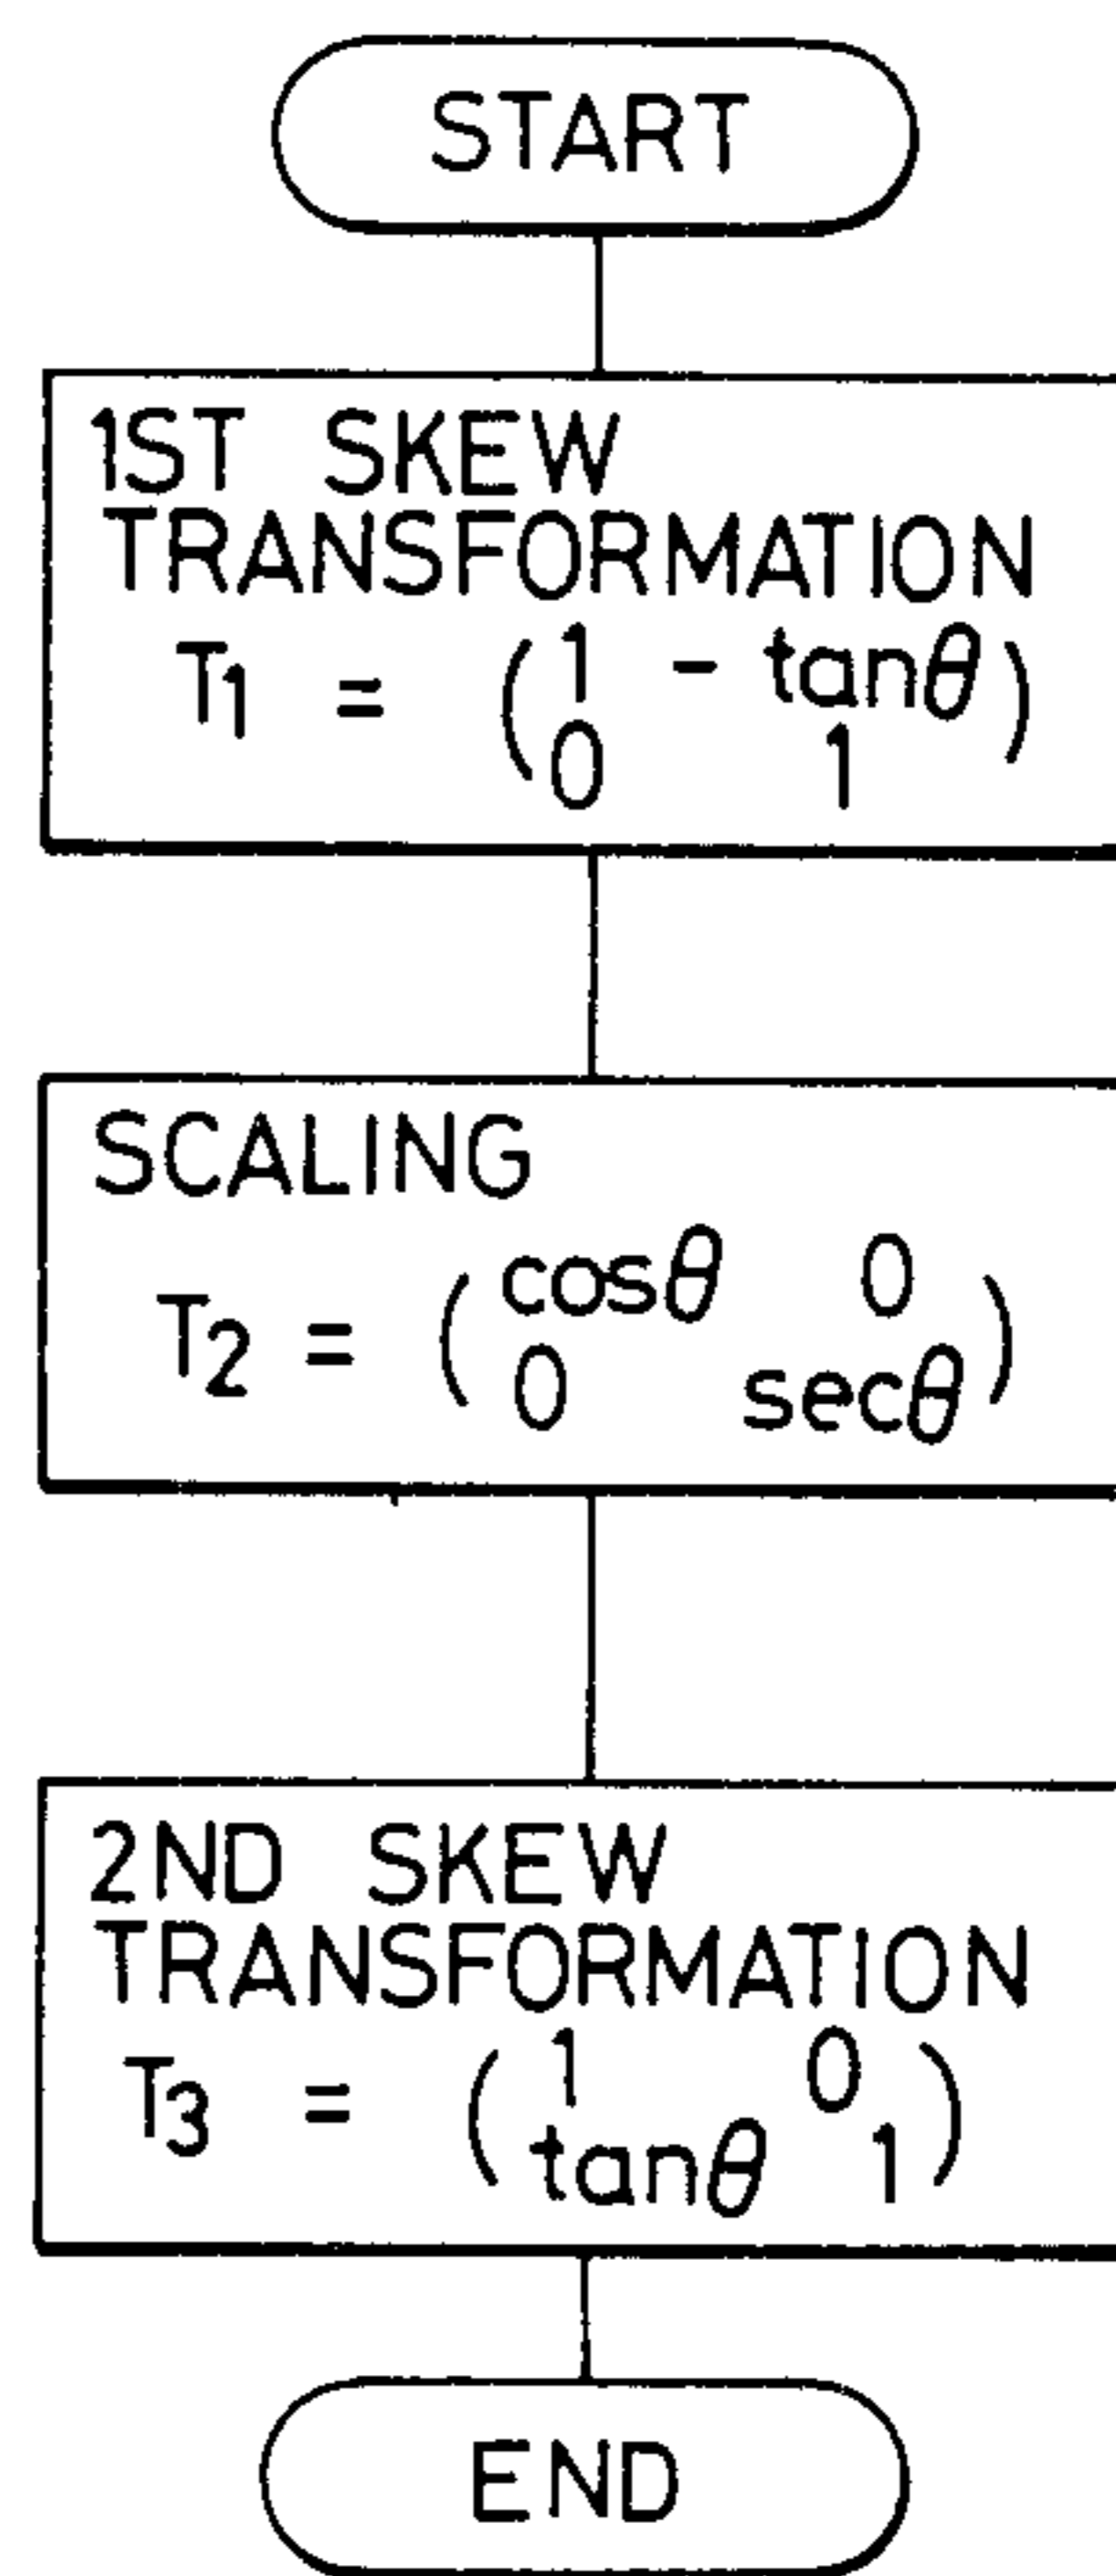 START
1ST SKEW
TRANSFORMATION
T1 = (1 - tanθ)
0 1
SCALING
T2 = (cosθ 0)
0 secθ
2ND SKEW
TRANSFORMATION
T3 = (1 0)
tanθ 1
END